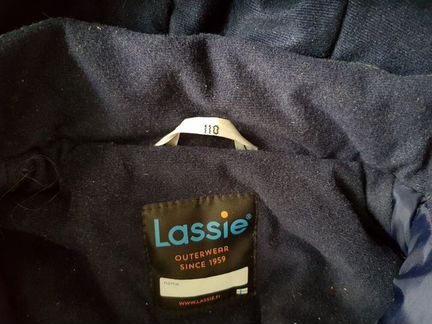 110
Lassie®
OUTERWEAR
SINCE 1959
name
WWW.LASSIE.FI